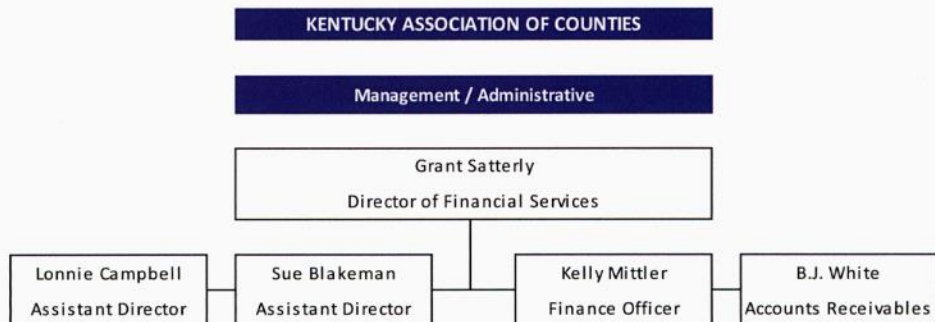 KENTUCKY ASSOCIATION OF COUNTIES
Management / Administrative
Grant Satterly
Director of Financial Services
Lonnie Campbell
Assistant Director
Sue Blakeman
Assistant Director
Kelly Mittler
Finance Officer
B.J. White
Accounts Receivables